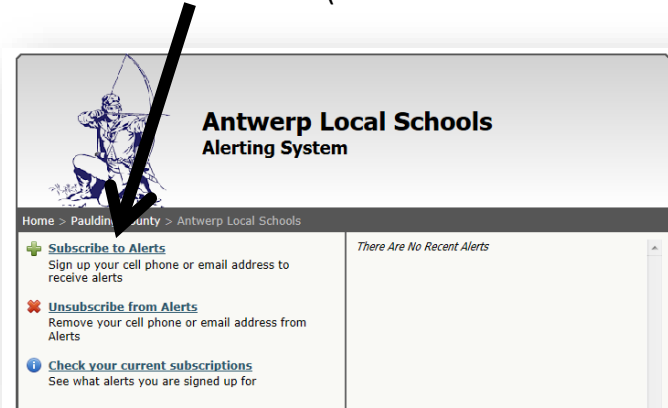 Antwerp Local Schools
Alerting System
Home > Paulding County > Antwerp Local Schools
Subscribe to Alerts
Sign up your cell phone or email address to
receive alerts
Unsubscribe from Alerts
Remove your cell phone or email address from
Alerts
Check your current subscriptions
See what alerts you are signed up for
There Are No Recent Alerts